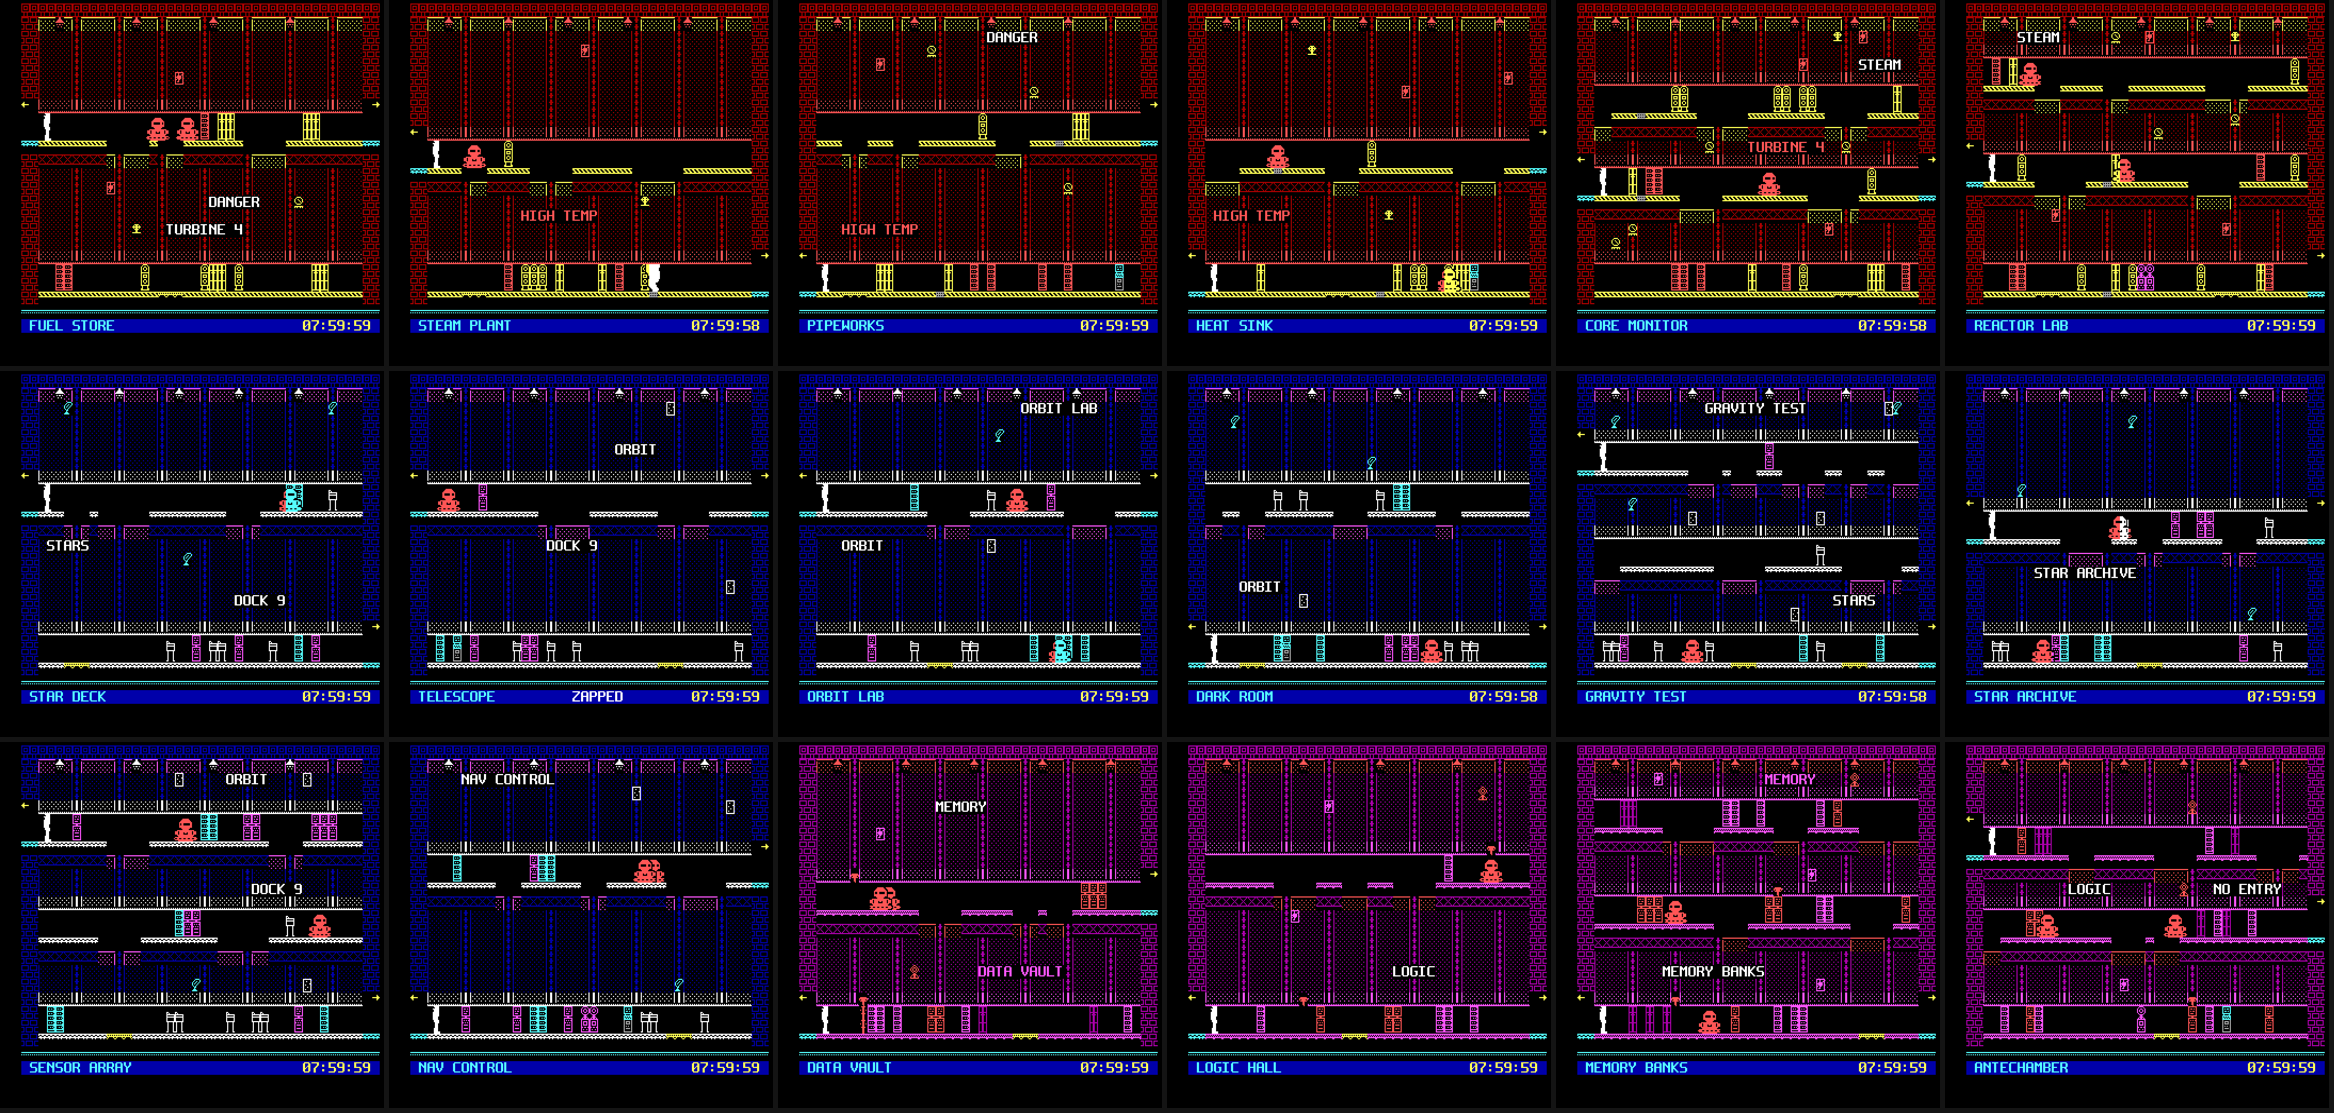 DANGER
DANGER
TURBINE 4
FUEL STORE 07:59:59
HIGH TEMP
STEAM PLANT 07:59:58
DANGER
HIGH TEMP
PIPEWORKS 07:59:59
HIGH TEMP
HEAT SINK 07:59:59
STEAM
TURBINE 4
CORE MONITOR 07:59:58
STEAM
REACTOR LAB 07:59:59
STARS
DOCK 9
STAR DECK 07:59:59
ORBIT
DOCK 9
TELESCOPE ZAPPED 07:59:59
ORBIT LAB
ORBIT
ORBIT LAB 07:59:59
ORBIT
DARK ROOM 07:59:58
GRAVITY TEST
STARS
GRAVITY TEST 07:59:58
STAR ARCHIVE
STAR ARCHIVE 07:59:59
ORBIT
DOCK 9
SENSOR ARRAY 07:59:59
NAV CONTROL
NAV CONTROL 07:59:59
MEMORY
DATA VAULT
DATA VAULT 07:59:59
LOGIC
LOGIC HALL 07:59:59
MEMORY
MEMORY BANKS
MEMORY BANKS 07:59:59
LOGIC NO ENTRY
ANTECHAMBER 07:59:59